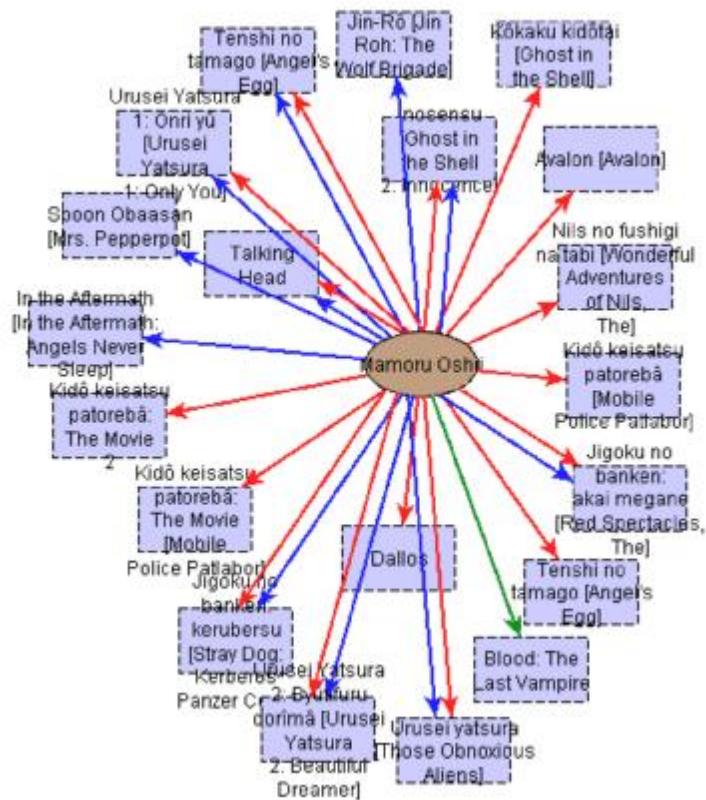 Tenshi no
tamago [Angel's
Egg]
Jin-Rô [Jin
Roh: The
Wolf Brigade]
Kôkaku kidôtai
[Ghost in
the Shell]
Urusei Yatsura
1: Onri yû
[Urusei
Yatsura
1: Only You]
nosensu
Ghost in
the Shell
2: Innocence]
Avalon [Avalon]
Spoon Obaasan
[Mrs. Pepperpot]
Talking
Head
Nils no fushigi
na tabi [Wonderful
Adventures
of Nils,
The]
In the Aftermath
[In the Aftermath:
Angels Never
Sleep]
Mamoru Oshii
Kidô keisatsu
patorebâ
[Mobile
Police Patlabor]
Kidô keisatsu
patorebâ:
The Movie
2
Jigoku no
banken:
akai megane
[Red Spectacles,
The]
Kidô keisatsu
patorebâ:
The Movie
[Mobile
Police Patlabor]
Dallos
Tenshi no
tamago [Angel's
Egg]
Jigoku no
banken:
kerubersu
[Stray Dog:
Kerberos
Panzer C
Blood: The
Last Vampire
Urusei Yatsura
2: Byûtifuru
dorîmâ [Urusei
Yatsura
2: Beautiful
Dreamer]
Urusei yatsura
[Those Obnoxious
Aliens]